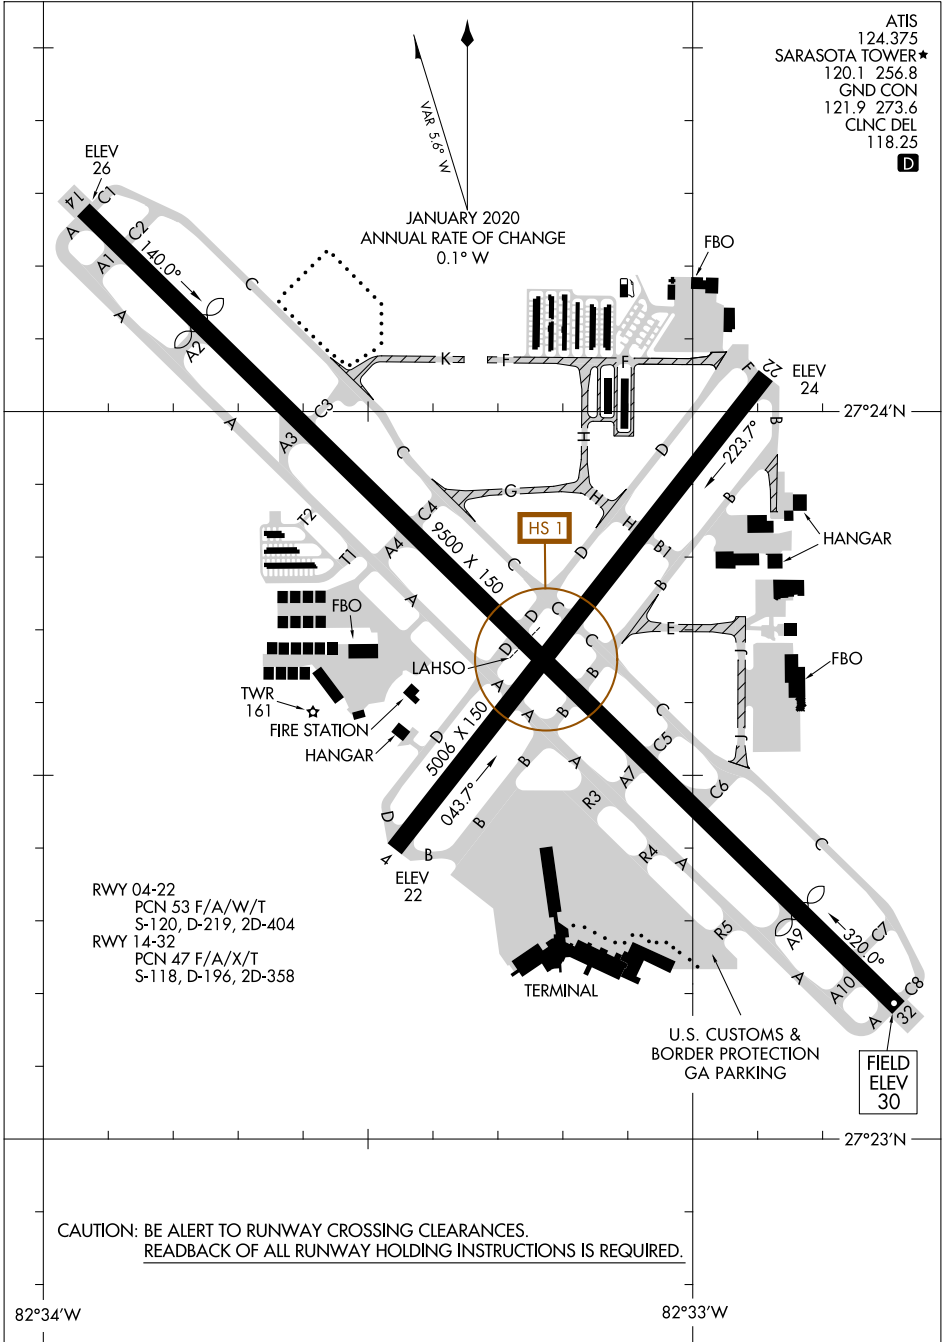 ATIS
124.375
SARASOTA TOWER★
120.1 256.8
GND CON
121.9 273.6
CLNC DEL
118.25
D
VAR 5.6° W
JANUARY 2020
ANNUAL RATE OF CHANGE
0.1° W
ELEV
26
14
C1
A
A1
C2
140.0°
C
A
A2
FBO
K
F
F
F
22
ELEV
24
27°24'N
C3
A
A3
C
H
D
223.7°
B
G
H
H
B
T2
C4
9500 X 150
HS 1
HANGAR
T1
A4
C
D
B1
B
A
FBO
D
C
C
E
LAHSO
D
J
FBO
TWR
161
A
B
FIRE STATION
A
B
C
HANGAR
D
5006 X 150
C5
J
B
A
A7
C6
043.7°
R3
D
B
C
4
B
R4
A
ELEV
22
RWY 04-22
PCN 53 F/A/W/T
S-120, D-219, 2D-404
RWY 14-32
PCN 47 F/A/X/T
S-118, D-196, 2D-358
R5
A9
C7
320.0°
A
A10
C8
TERMINAL
A
32
U.S. CUSTOMS &
BORDER PROTECTION
GA PARKING
FIELD
ELEV
30
27°23'N
CAUTION: BE ALERT TO RUNWAY CROSSING CLEARANCES.
READBACK OF ALL RUNWAY HOLDING INSTRUCTIONS IS REQUIRED.
82°34'W
82°33'W